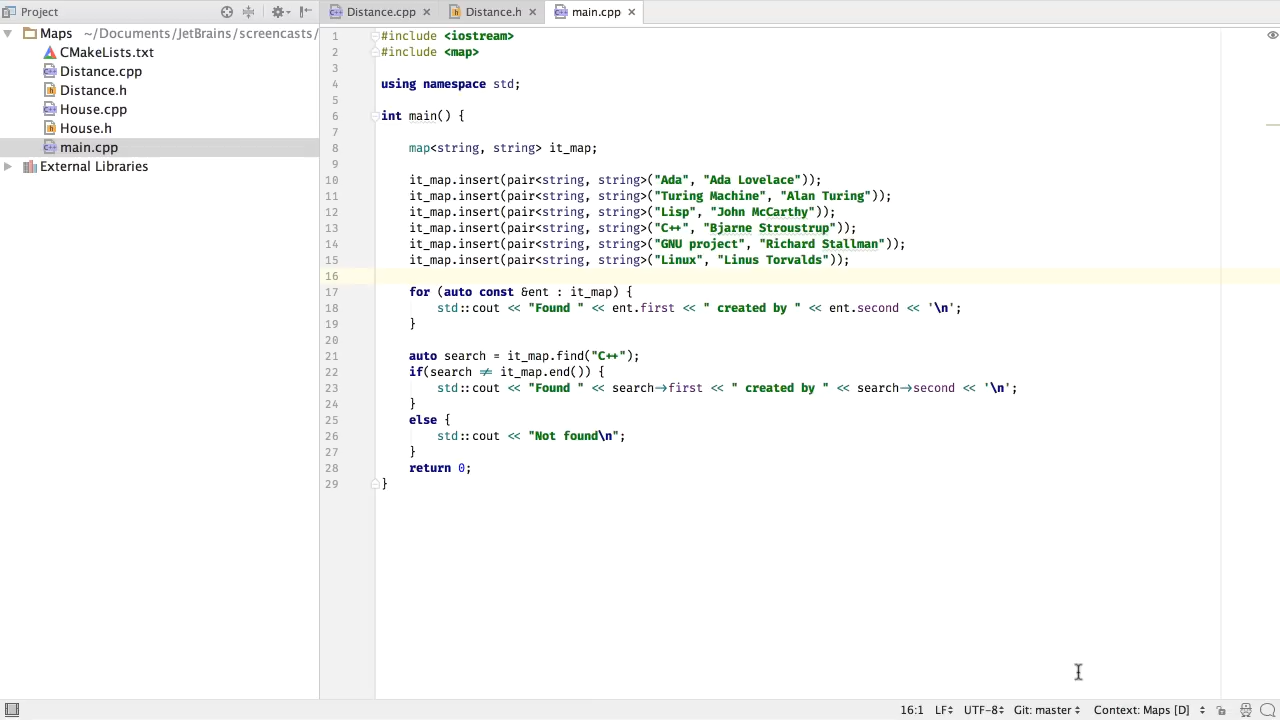 Project
Distance.cpp
Distance.h
main.cpp
Maps ~/Documents/JetBrains/screencasts/
CMakeLists.txt
Distance.cpp
Distance.h
House.cpp
House.h
main.cpp
External Libraries
1 #include <iostream>
2 #include <map>
3
4 using namespace std;
5
6 int main() {
7
8 map<string, string> it_map;
9
10 it_map.insert(pair<string, string>("Ada", "Ada Lovelace"));
11 it_map.insert(pair<string, string>("Turing Machine", "Alan Turing"));
12 it_map.insert(pair<string, string>("Lisp", "John McCarthy"));
13 it_map.insert(pair<string, string>("C++", "Bjarne Stroustrup"));
14 it_map.insert(pair<string, string>("GNU project", "Richard Stallman"));
15 it_map.insert(pair<string, string>("Linux", "Linus Torvalds"));
16
17 for (auto const &ent : it_map) {
18 std::cout << "Found " << ent.first << " created by " << ent.second << '\n';
19 }
20
21 auto search = it_map.find("C++");
22 if(search != it_map.end()) {
23 std::cout << "Found " << search->first << " created by " << search->second << '\n';
24 }
25 else {
26 std::cout << "Not found\n";
27 }
28 return 0;
29 }
16:1 LF UTF-8 Git: master Context: Maps [D]